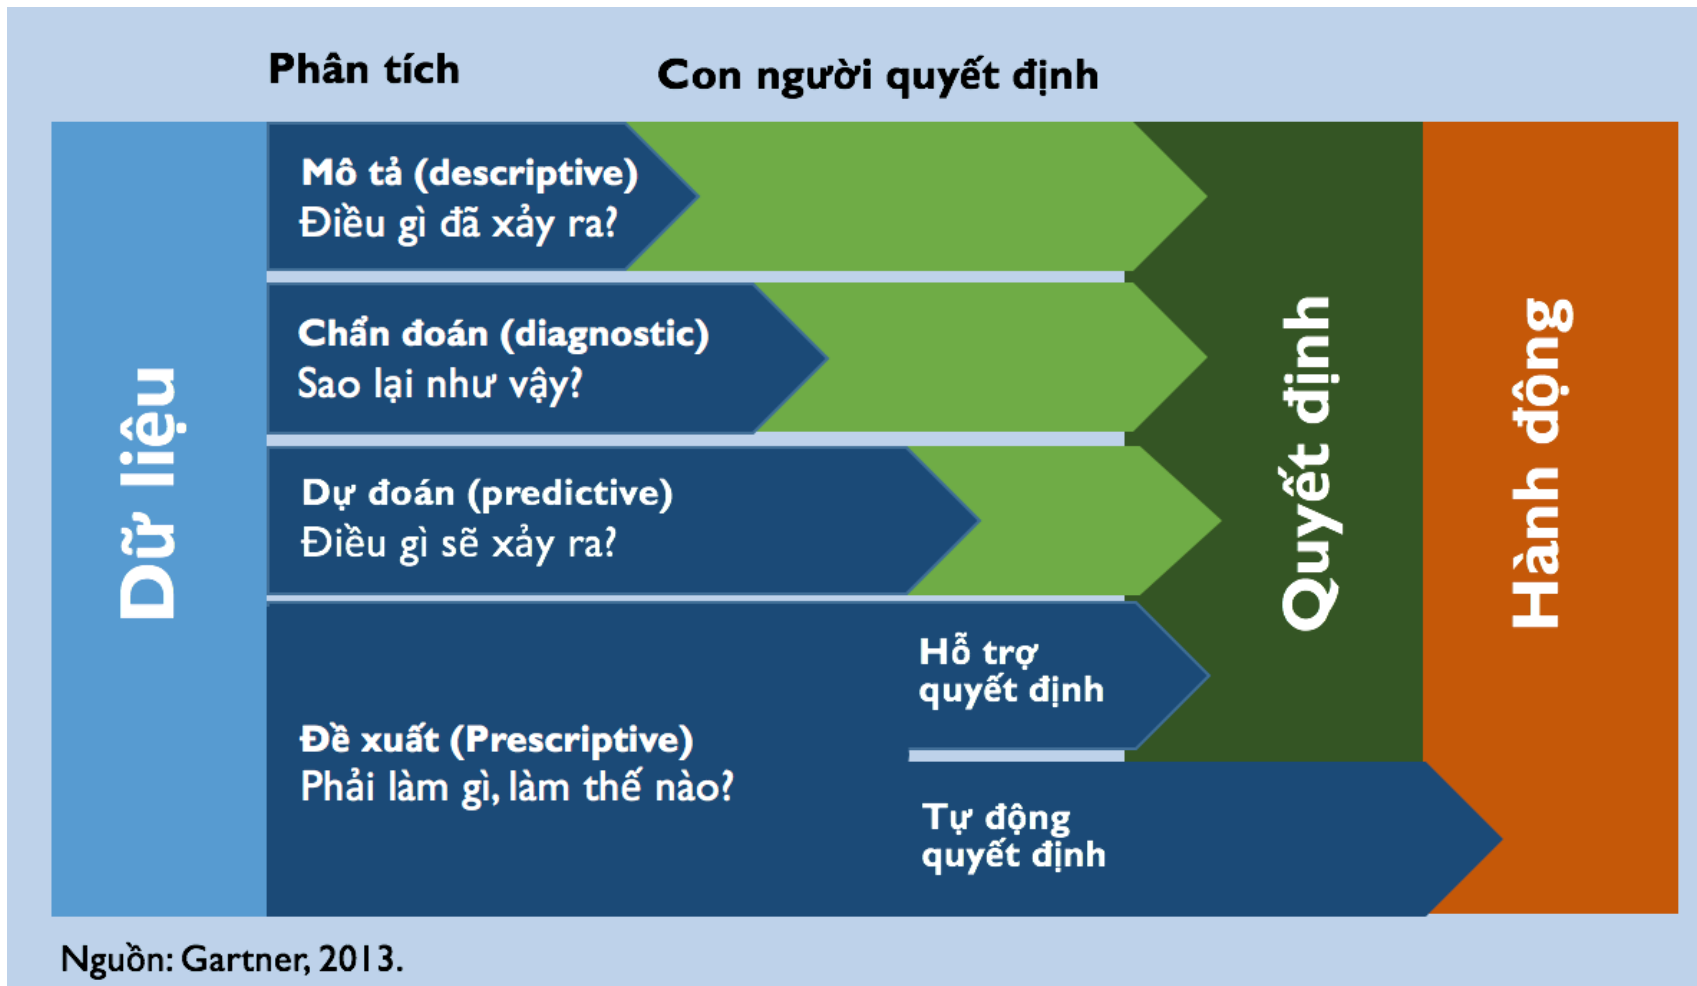 Phân tích
Con người quyết định
Dữ liệu
Mô tả (descriptive)
Điều gì đã xảy ra?
Chẩn đoán (diagnostic)
Sao lại như vậy?
Dự đoán (predictive)
Điều gì sẽ xảy ra?
Đề xuất (Prescriptive)
Phải làm gì, làm thế nào?
Hỗ trợ
quyết định
Tự động
quyết định
Quyết định
Hành động
Nguồn: Gartner, 2013.